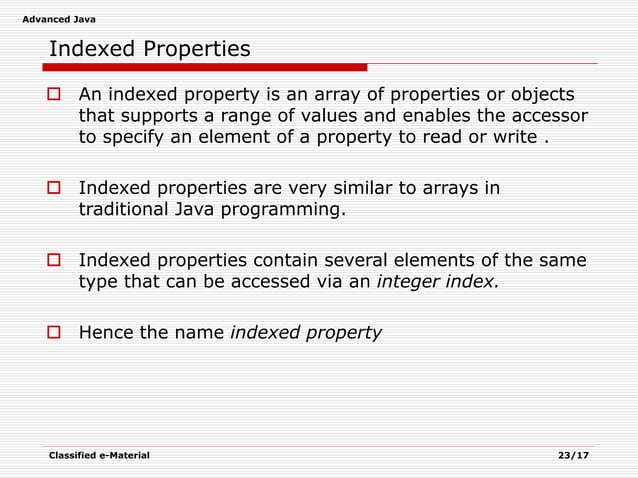 Advanced Java
Indexed Properties
An indexed property is an array of properties or objects
that supports a range of values and enables the accessor
to specify an element of a property to read or write .
Indexed properties are very similar to arrays in
traditional Java programming.
Indexed properties contain several elements of the same
type that can be accessed via an integer index.
Hence the name indexed property
Classified e-Material 23/17